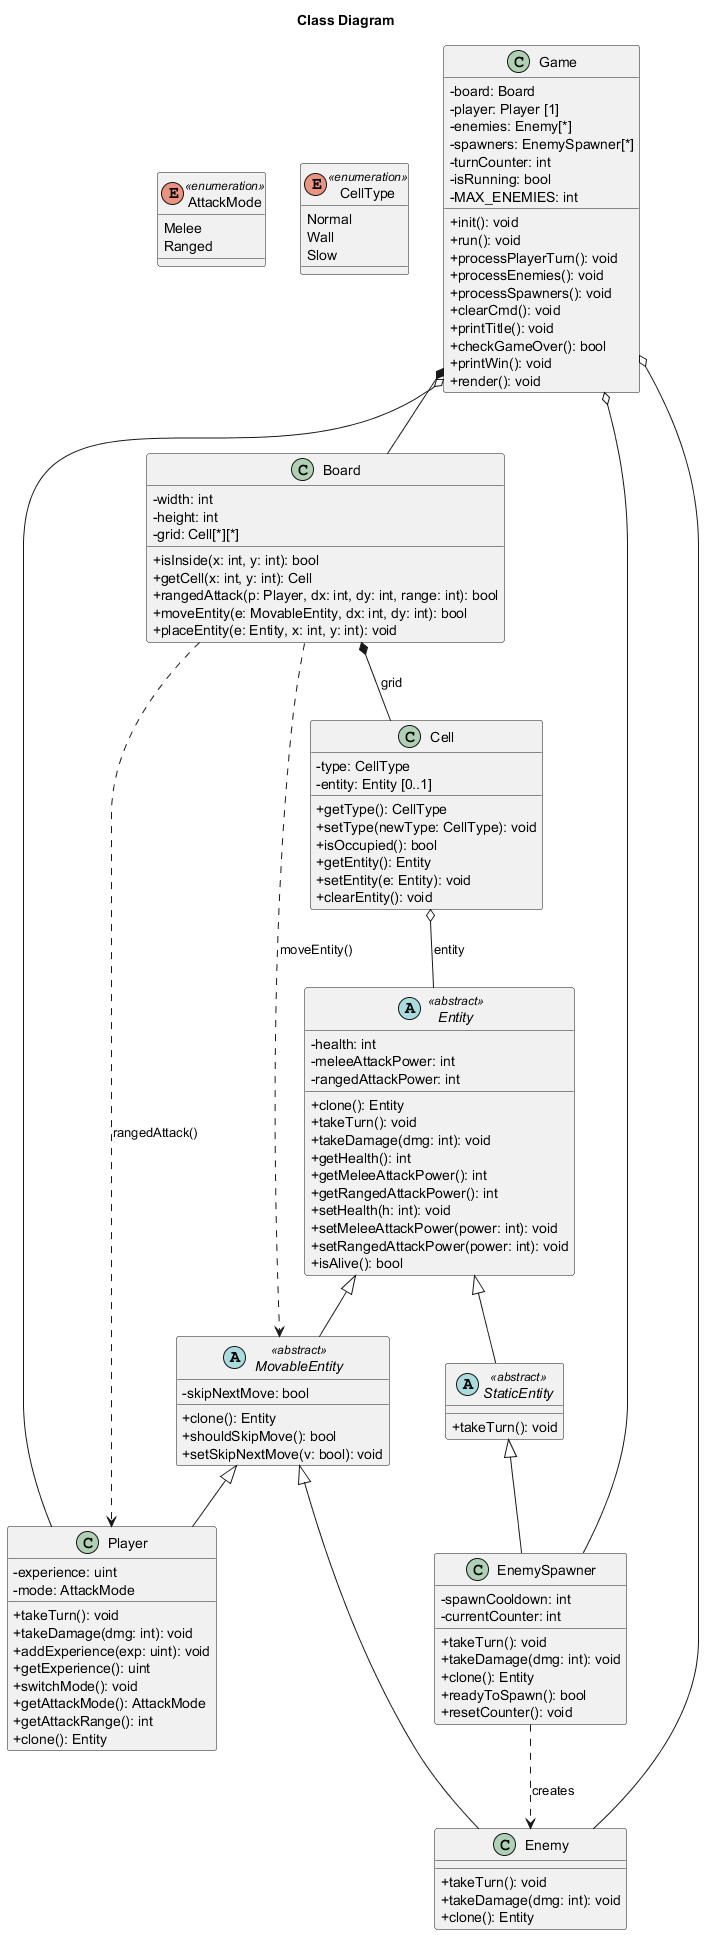 Class Diagram
C Game
-board: Board
-player: Player [1]
-enemies: Enemy[*]
-spawners: EnemySpawner[*]
-turnCounter: int
-isRunning: bool
-MAX_ENEMIES: int
+init(): void
+run(): void
+processPlayerTurn(): void
+processEnemies(): void
+processSpawners(): void
+clearCmd(): void
+printTitle(): void
+checkGameOver(): bool
+printWin(): void
+render(): void
E «enumeration»
AttackMode
Melee
Ranged
E «enumeration»
CellType
Normal
Wall
Slow
C Board
-width: int
-height: int
-grid: Cell[*][*]
+isInside(x: int, y: int): bool
+getCell(x: int, y: int): Cell
+rangedAttack(p: Player, dx: int, dy: int, range: int): bool
+moveEntity(e: MovableEntity, dx: int, dy: int): bool
+placeEntity(e: Entity, x: int, y: int): void
grid
C Cell
-type: CellType
-entity: Entity [0..1]
+getType(): CellType
+setType(newType: CellType): void
+isOccupied(): bool
+getEntity(): Entity
+setEntity(e: Entity): void
+clearEntity(): void
moveEntity()
entity
A «abstract»
Entity
-health: int
-meleeAttackPower: int
-rangedAttackPower: int
+clone(): Entity
+takeTurn(): void
+takeDamage(dmg: int): void
+getHealth(): int
+getMeleeAttackPower(): int
+getRangedAttackPower(): int
+setHealth(h: int): void
+setMeleeAttackPower(power: int): void
+setRangedAttackPower(power: int): void
+isAlive(): bool
rangedAttack()
A «abstract»
MovableEntity
-skipNextMove: bool
+clone(): Entity
+shouldSkipMove(): bool
+setSkipNextMove(v: bool): void
A «abstract»
StaticEntity
+takeTurn(): void
C Player
-experience: uint
-mode: AttackMode
+takeTurn(): void
+takeDamage(dmg: int): void
+addExperience(exp: uint): void
+getExperience(): uint
+switchMode(): void
+getAttackMode(): AttackMode
+getAttackRange(): int
+clone(): Entity
C EnemySpawner
-spawnCooldown: int
-currentCounter: int
+takeTurn(): void
+takeDamage(dmg: int): void
+clone(): Entity
+readyToSpawn(): bool
+resetCounter(): void
creates
C Enemy
+takeTurn(): void
+takeDamage(dmg: int): void
+clone(): Entity